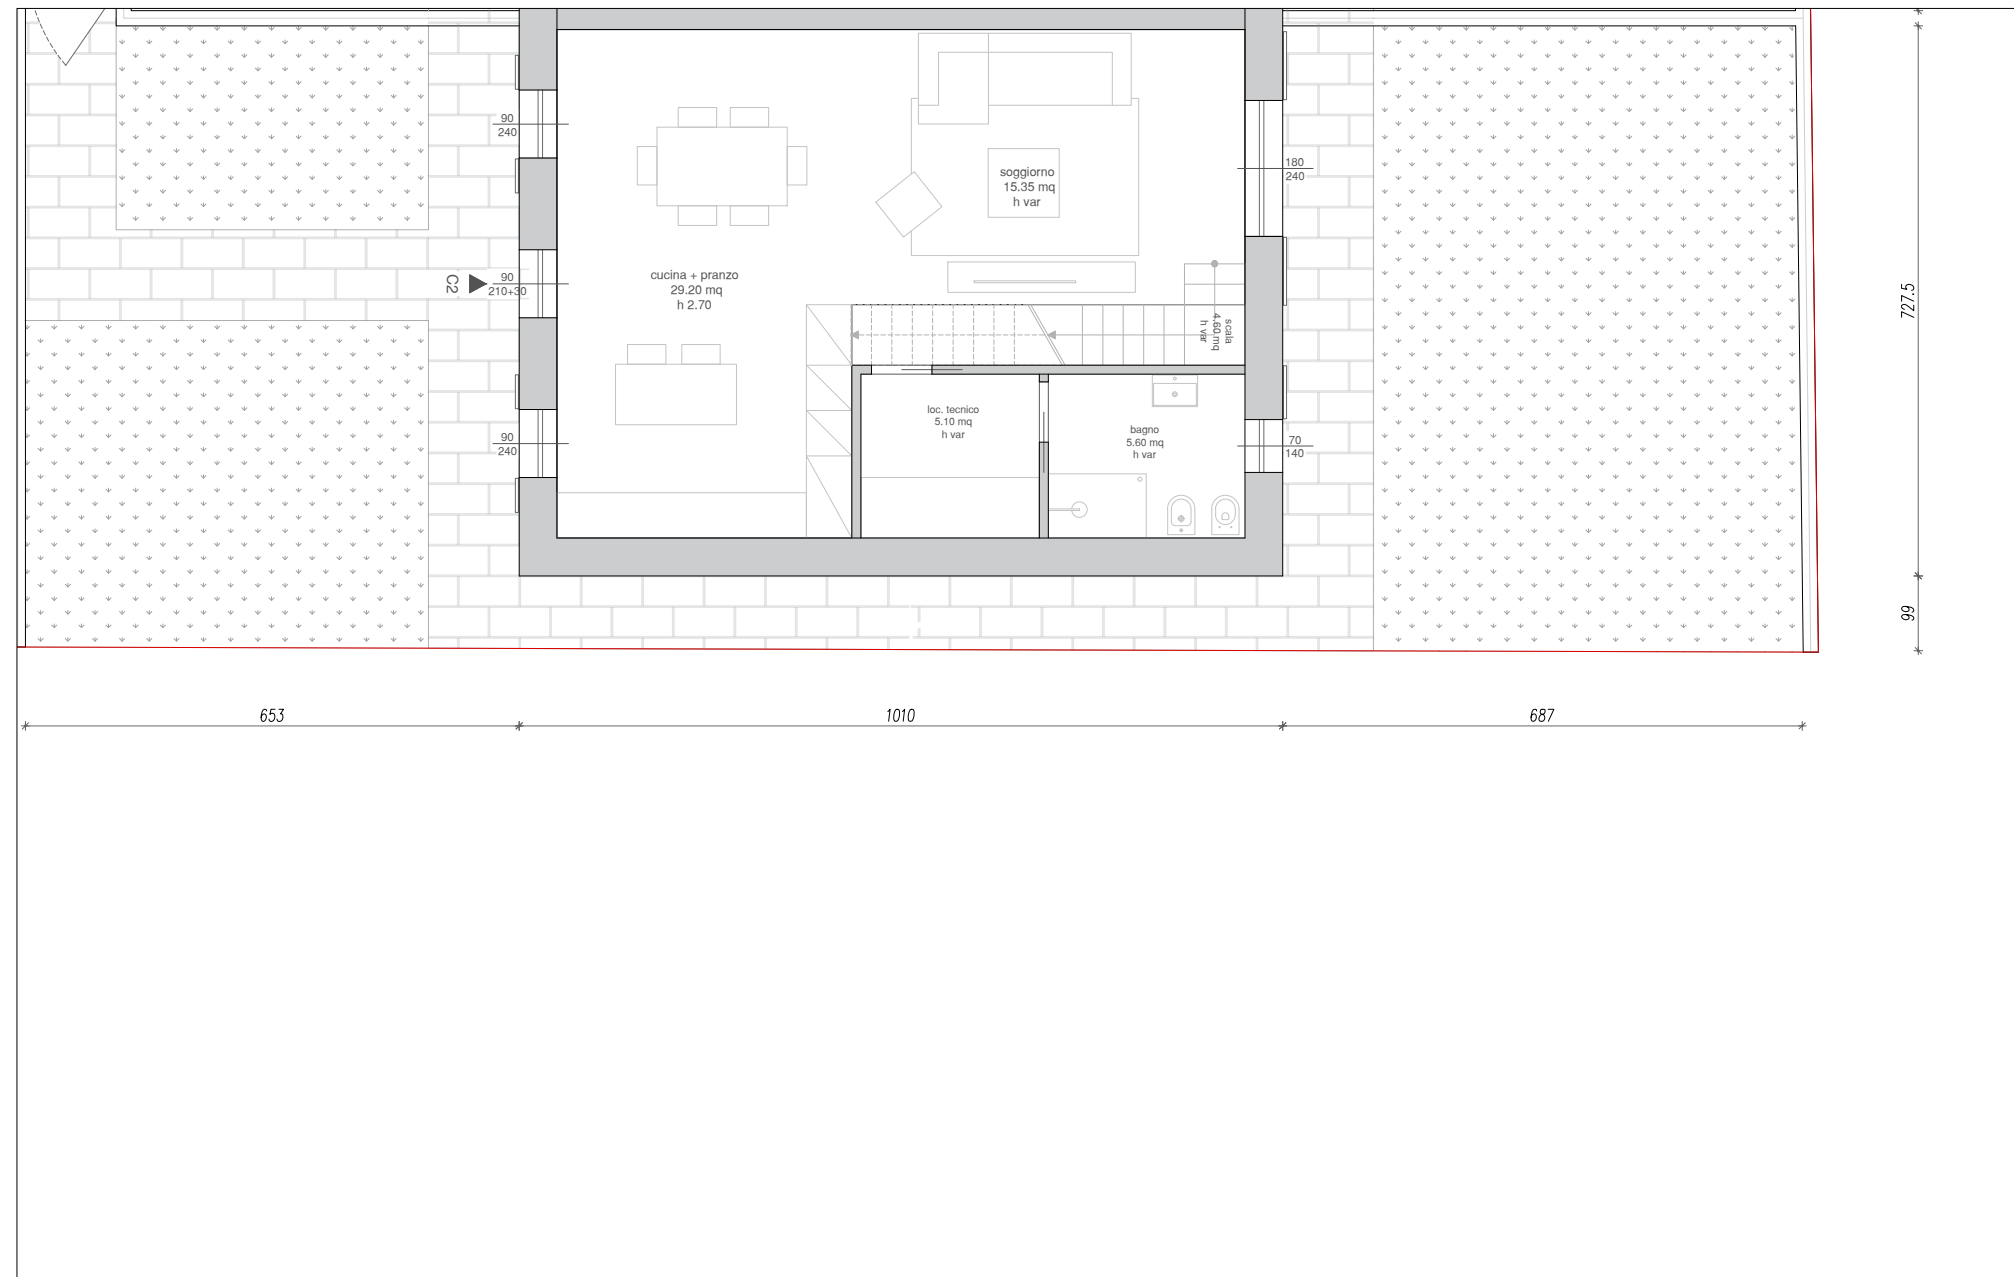 90
240
180
240
soggiorno
15.35 mq
h var
cucina + pranzo
29.20 mq
h 2.70
C2
90
210+30
727.5
scala
4.60 mq
h var
loc. tecnico
5.10 mq
h var
bagno
5.60 mq
h var
90
240
70
140
99
653
1010
687